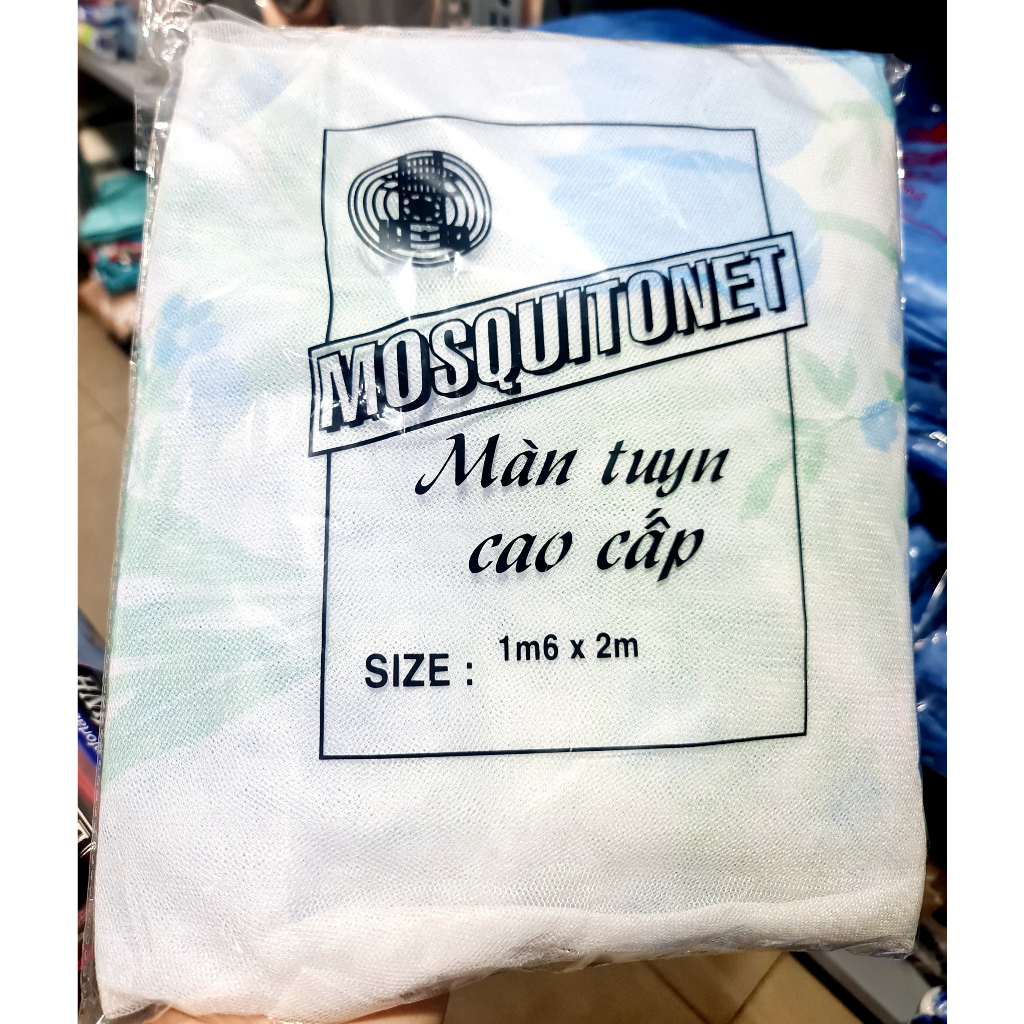 MOSQUITONET
Màn tuyn
cao cấp
SIZE : 1m6 x 2m